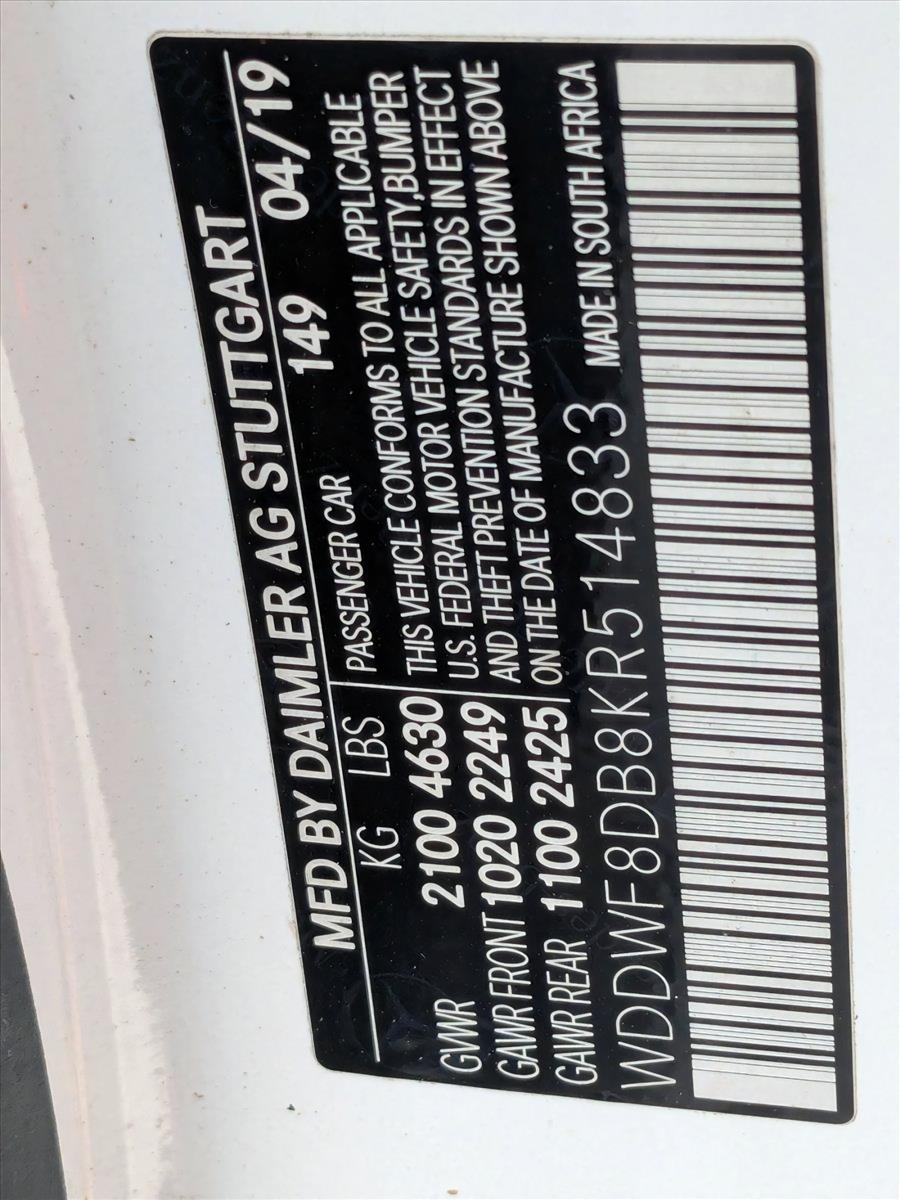 MFD BY DAIMLER AG STUTTGART
149 04/19
KG LBS PASSENGER CAR
GVWR 2100 4630
GAWR FRONT 1020 2249
GAWR REAR 1100 2425
THIS VEHICLE CONFORMS TO ALL APPLICABLE
U.S. FEDERAL MOTOR VEHICLE SAFETY,BUMPER
AND THEFT PREVENTION STANDARDS IN EFFECT
ON THE DATE OF MANUFACTURE SHOWN ABOVE
WDDWF8DB8KR514833 MADE IN SOUTH AFRICA